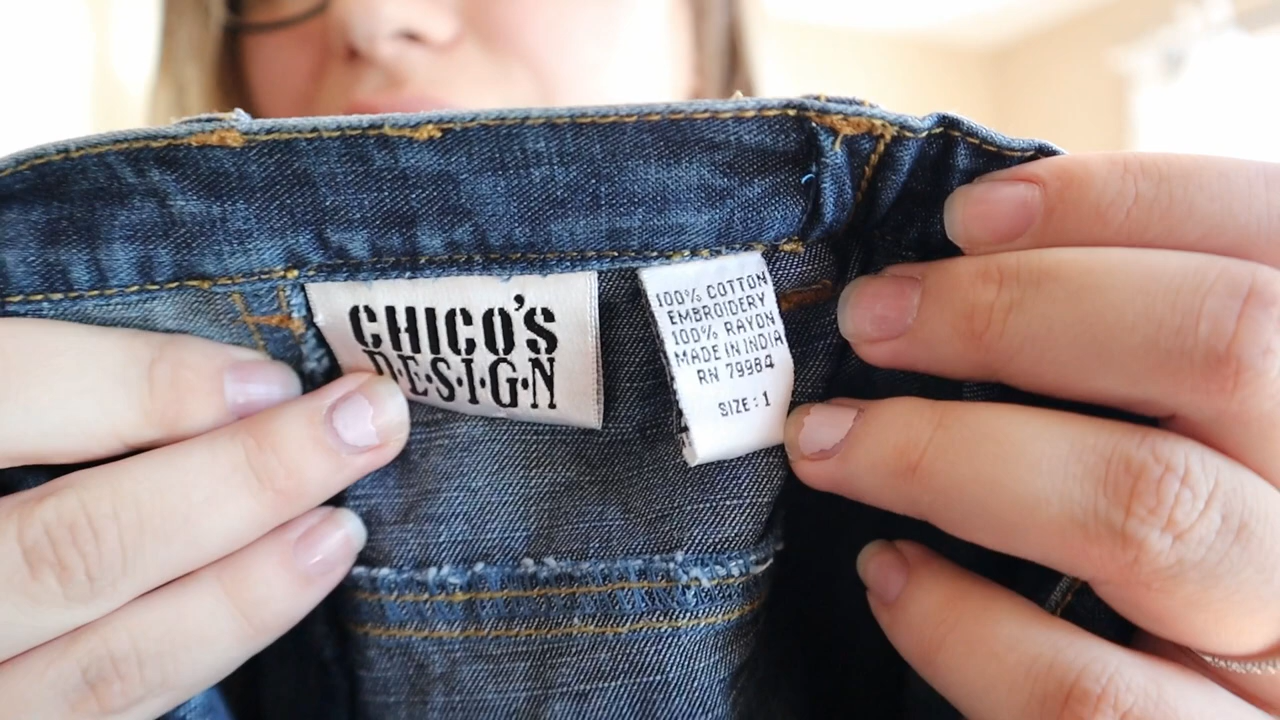 CHICO'S
D·E·S·I·G·N
100% COTTON
EMBROIDERY
100% RAYON
MADE IN INDIA
RN 79984
SIZE: 1